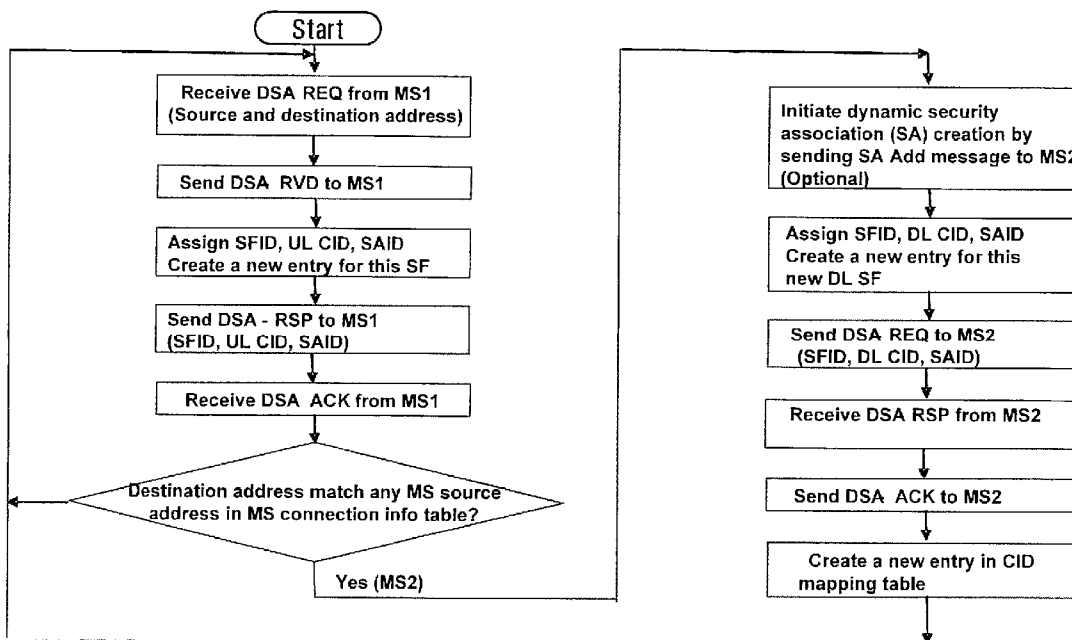 Start
Receive DSA REQ from MS1
(Source and destination address)
Send DSA RVD to MS1
Assign SFID, UL CID, SAID
Create a new entry for this SF
Send DSA - RSP to MS1
(SFID, UL CID, SAID)
Receive DSA ACK from MS1
Destination address match any MS source
address in MS connection info table?
Yes (MS2)
Initiate dynamic security
association (SA) creation by
sending SA Add message to MS2
(Optional)
Assign SFID, DL CID, SAID
Create a new entry for this
new DL SF
Send DSA REQ to MS2
(SFID, DL CID, SAID)
Receive DSA RSP from MS2
Send DSA ACK to MS2
Create a new entry in CID
mapping table